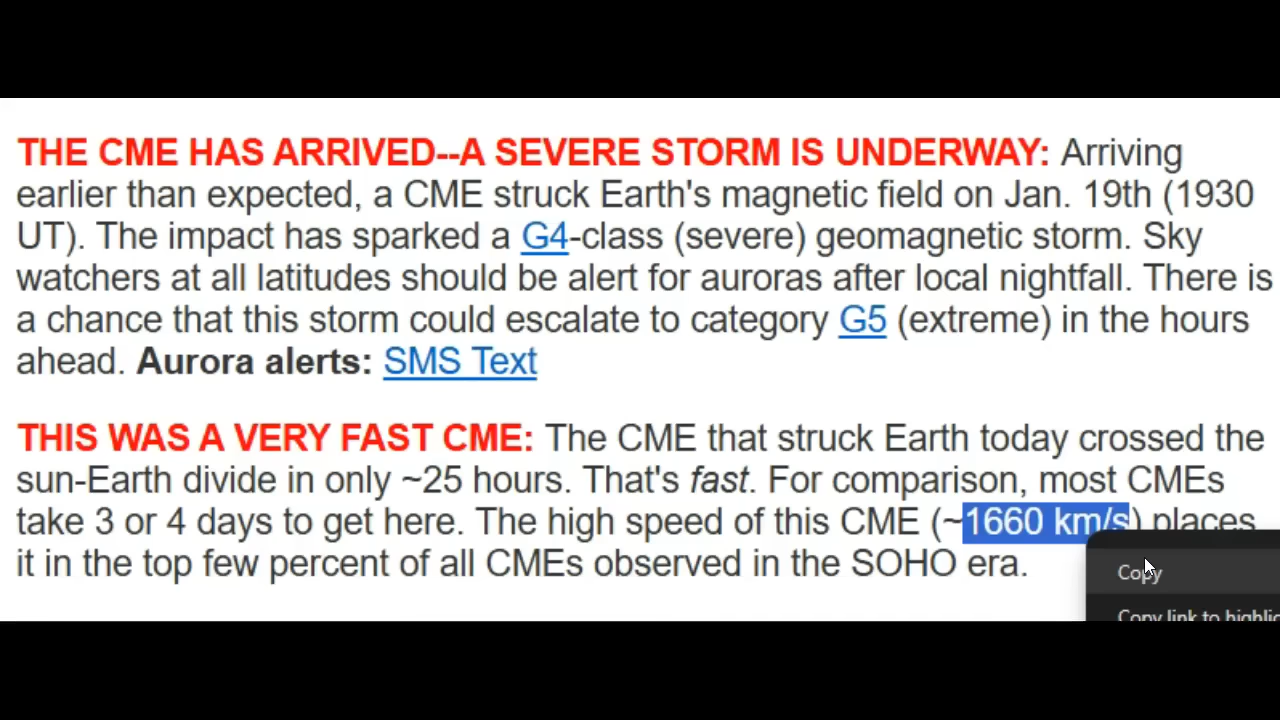 THE CME HAS ARRIVED--A SEVERE STORM IS UNDERWAY: Arriving
earlier than expected, a CME struck Earth's magnetic field on Jan. 19th (1930
UT). The impact has sparked a G4-class (severe) geomagnetic storm. Sky
watchers at all latitudes should be alert for auroras after local nightfall. There is
a chance that this storm could escalate to category G5 (extreme) in the hours
ahead. Aurora alerts: SMS Text
THIS WAS A VERY FAST CME: The CME that struck Earth today crossed the
sun-Earth divide in only ~25 hours. That's fast. For comparison, most CMEs
take 3 or 4 days to get here. The high speed of this CME (~1660 km/s) places
it in the top few percent of all CMEs observed in the SOHO era.
Copy
Copy link to